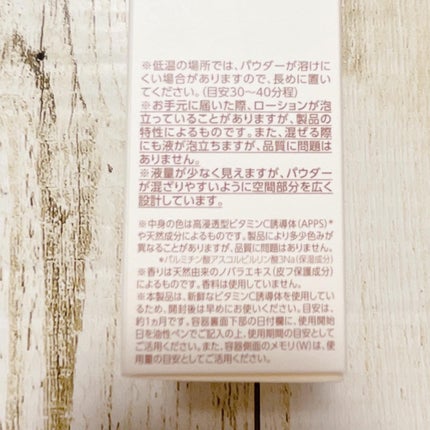 ※低温の場所では、パウダーが溶けに
くい場合がありますので、長めに置い
てください。(目安30〜40分程)
※お手元に届いた際、ローションが泡
立っていることがありますが、製品の
特性によるものです。また、混ぜる際
にも液が泡立ちますが、品質に問題は
ありません。
※液量が少なく見えますが、パウダー
が混ざりやすいように空間部分を広く
設計しています。
※中身の色は高浸透型ビタミンC誘導体(APPS)*
や天然成分によるものです。製品により多少色みが
異なることがありますが、品質には問題ありません。
*パルミチン酸アスコルビルリン酸3Na(保湿成分)
※香りは天然由来のノバラエキス(皮フ保護成分)
によるものです。香料は使用していません。
※本製品は、新鮮なビタミンC誘導体を使用してい
るため、開封後は早めにお使いください。目安は、
約1ヵ月です。容器裏面下部の日付欄に、使用開始
日を油性ペンでご記入の上、使用期間の目安として
ご活用ください。また、容器側面のメモリ(W)は、使
用量の目安としてご活用ください。